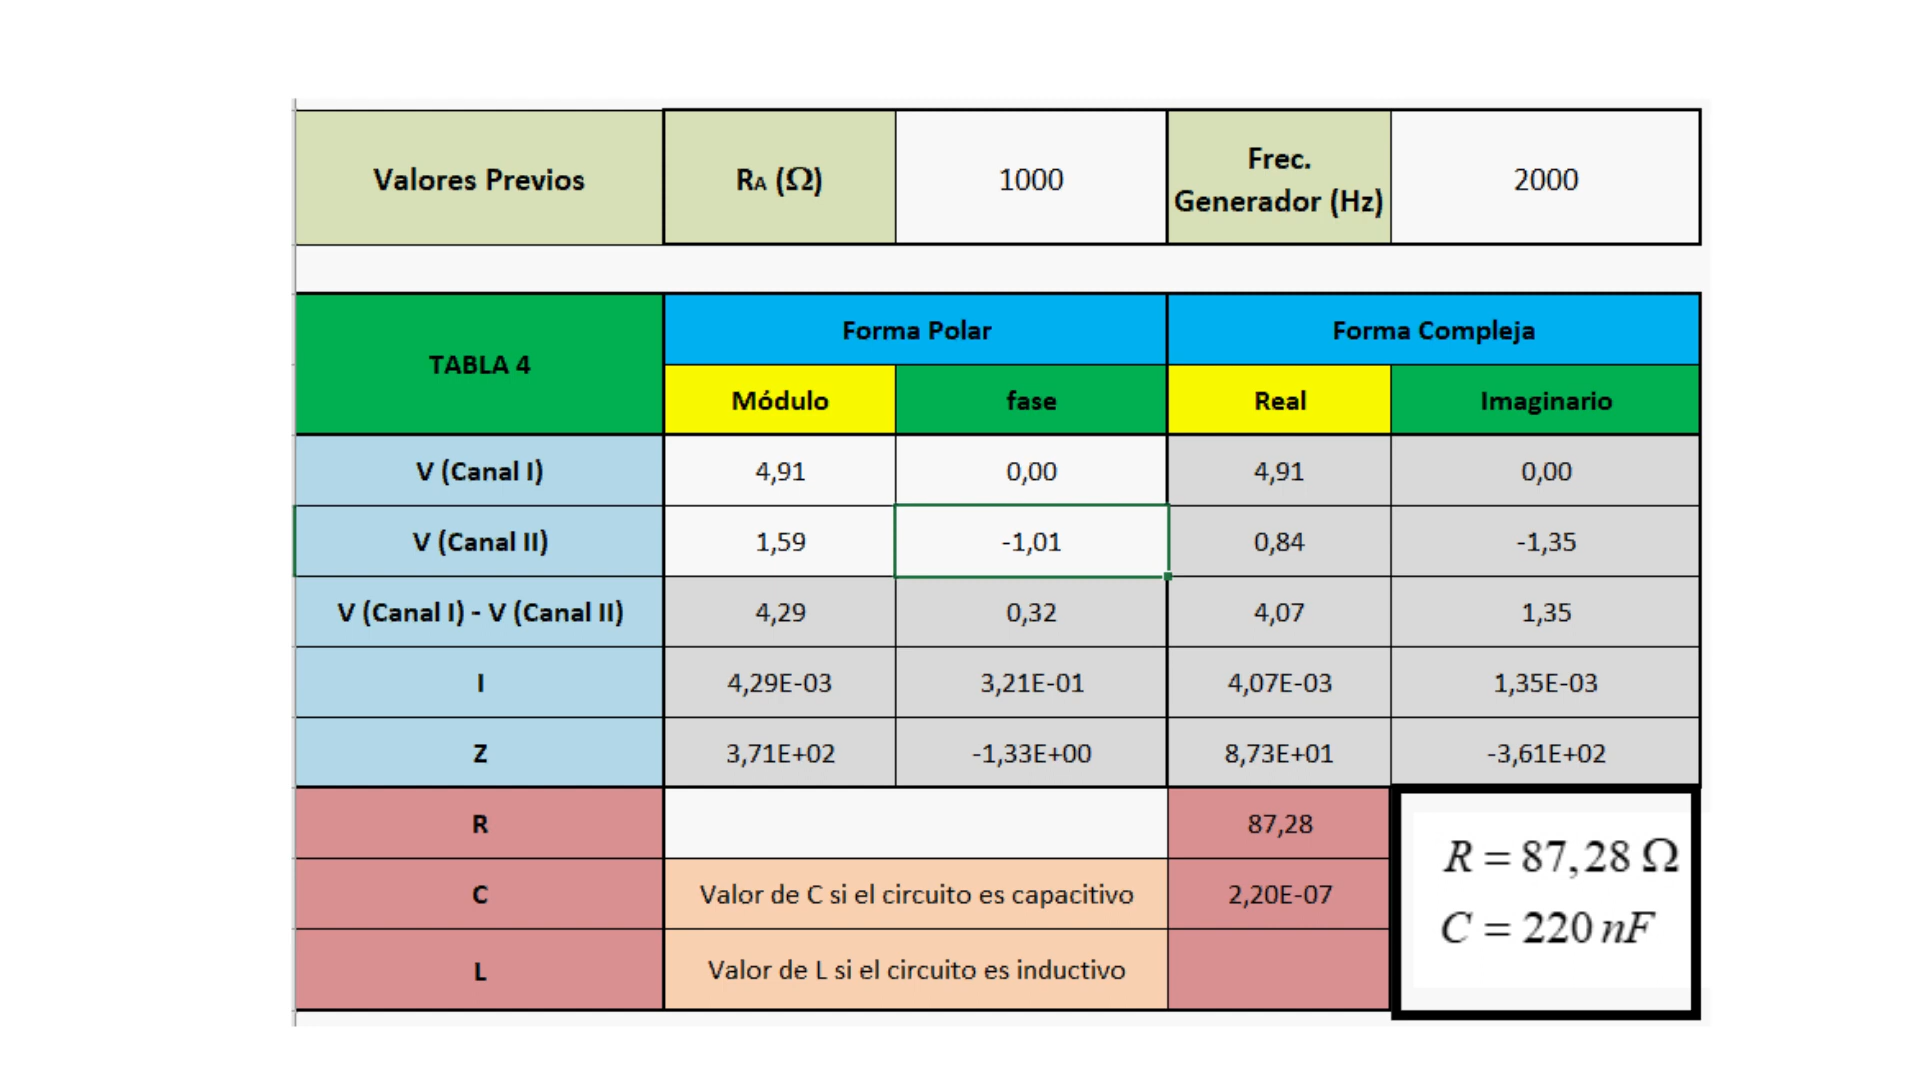 Valores Previos
RA (Ω)
1000
Frec.
Generador (Hz)
2000
TABLA 4
Forma Polar
Forma Compleja
Módulo
fase
Real
Imaginario
V (Canal I)
4,91
0,00
4,91
0,00
V (Canal II)
1,59
-1,01
0,84
-1,35
V (Canal I) - V (Canal II)
4,29
0,32
4,07
1,35
I
4,29E-03
3,21E-01
4,07E-03
1,35E-03
Z
3,71E+02
-1,33E+00
8,73E+01
-3,61E+02
R
87,28
C
Valor de C si el circuito es capacitivo
2,20E-07
L
Valor de L si el circuito es inductivo
R = 87,28 Ω
C = 220 nF